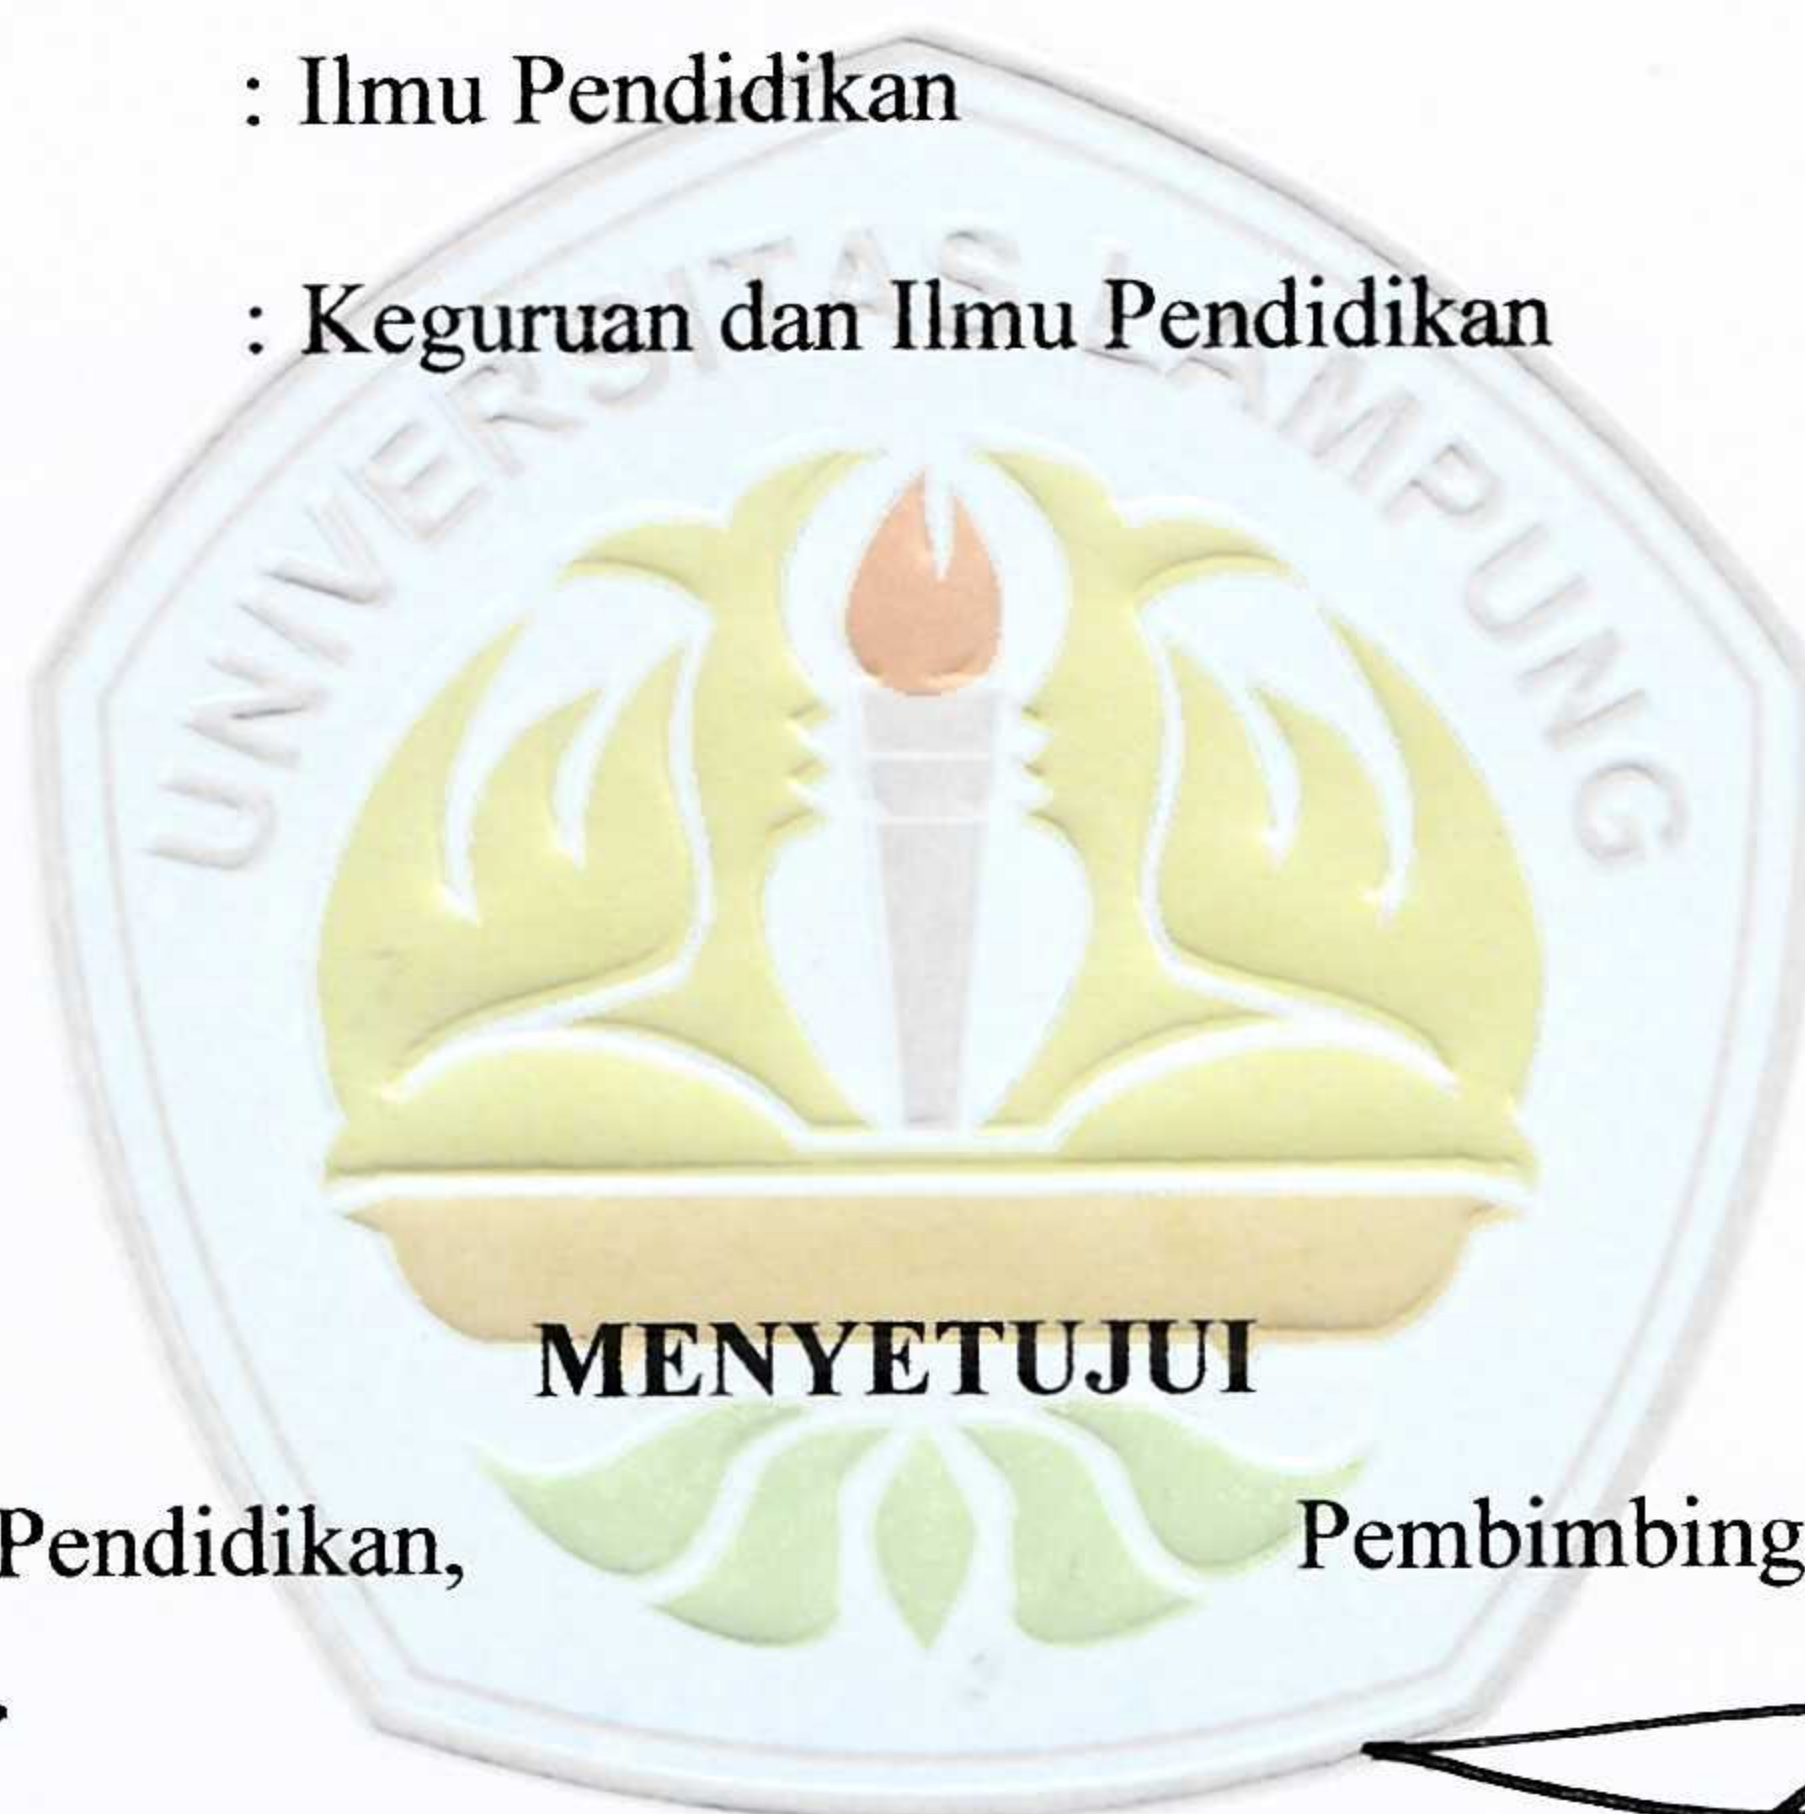 : Ilmu Pendidikan
: Keguruan dan Ilmu Pendidikan
UNIVERSITAS LAMPUNG
MENYETUJUI
Pendidikan, Pembimbing